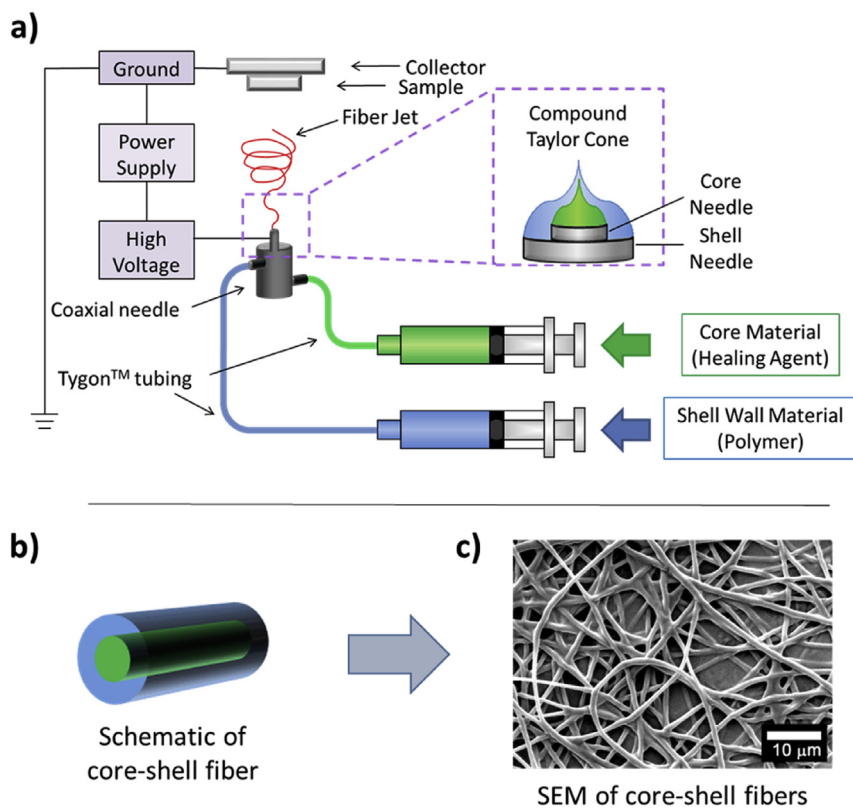 a)
Ground
Collector
Sample
Fiber Jet
Power
Supply
High
Voltage
Compound
Taylor Cone
Core
Needle
Shell
Needle
Coaxial needle
Tygon™ tubing
Core Material
(Healing Agent)
Shell Wall Material
(Polymer)
b)
Schematic of
core-shell fiber
c)
10 µm
SEM of core-shell fibers